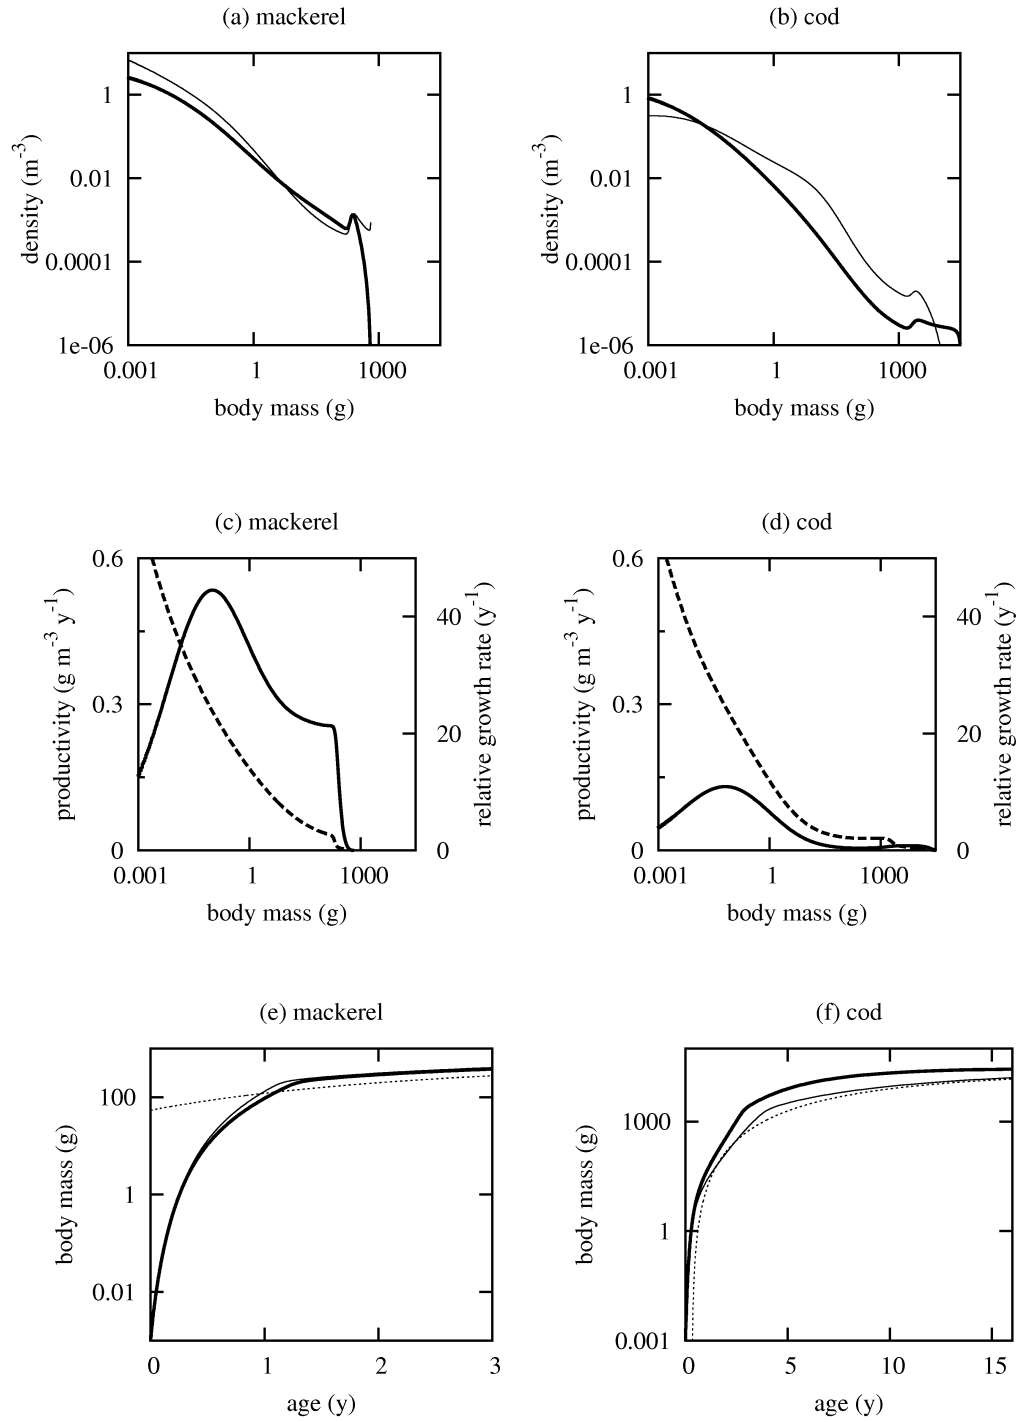 (a) mackerel
(b) cod
density (m-3)
1
0.01
0.0001
1e-06
0.001
1
1000
body mass (g)
density (m-3)
1
0.01
0.0001
1e-06
0.001
1
1000
body mass (g)
(c) mackerel
(d) cod
productivity (g m-3 y-1)
0.6
0.3
0
0.001
1
1000
body mass (g)
40
20
0
relative growth rate (y-1)
productivity (g m-3 y-1)
0.6
0.3
0
0.001
1
1000
body mass (g)
40
20
0
relative growth rate (y-1)
(e) mackerel
(f) cod
body mass (g)
100
1
0.01
0
1
2
3
age (y)
body mass (g)
1000
1
0.001
0
5
10
15
age (y)